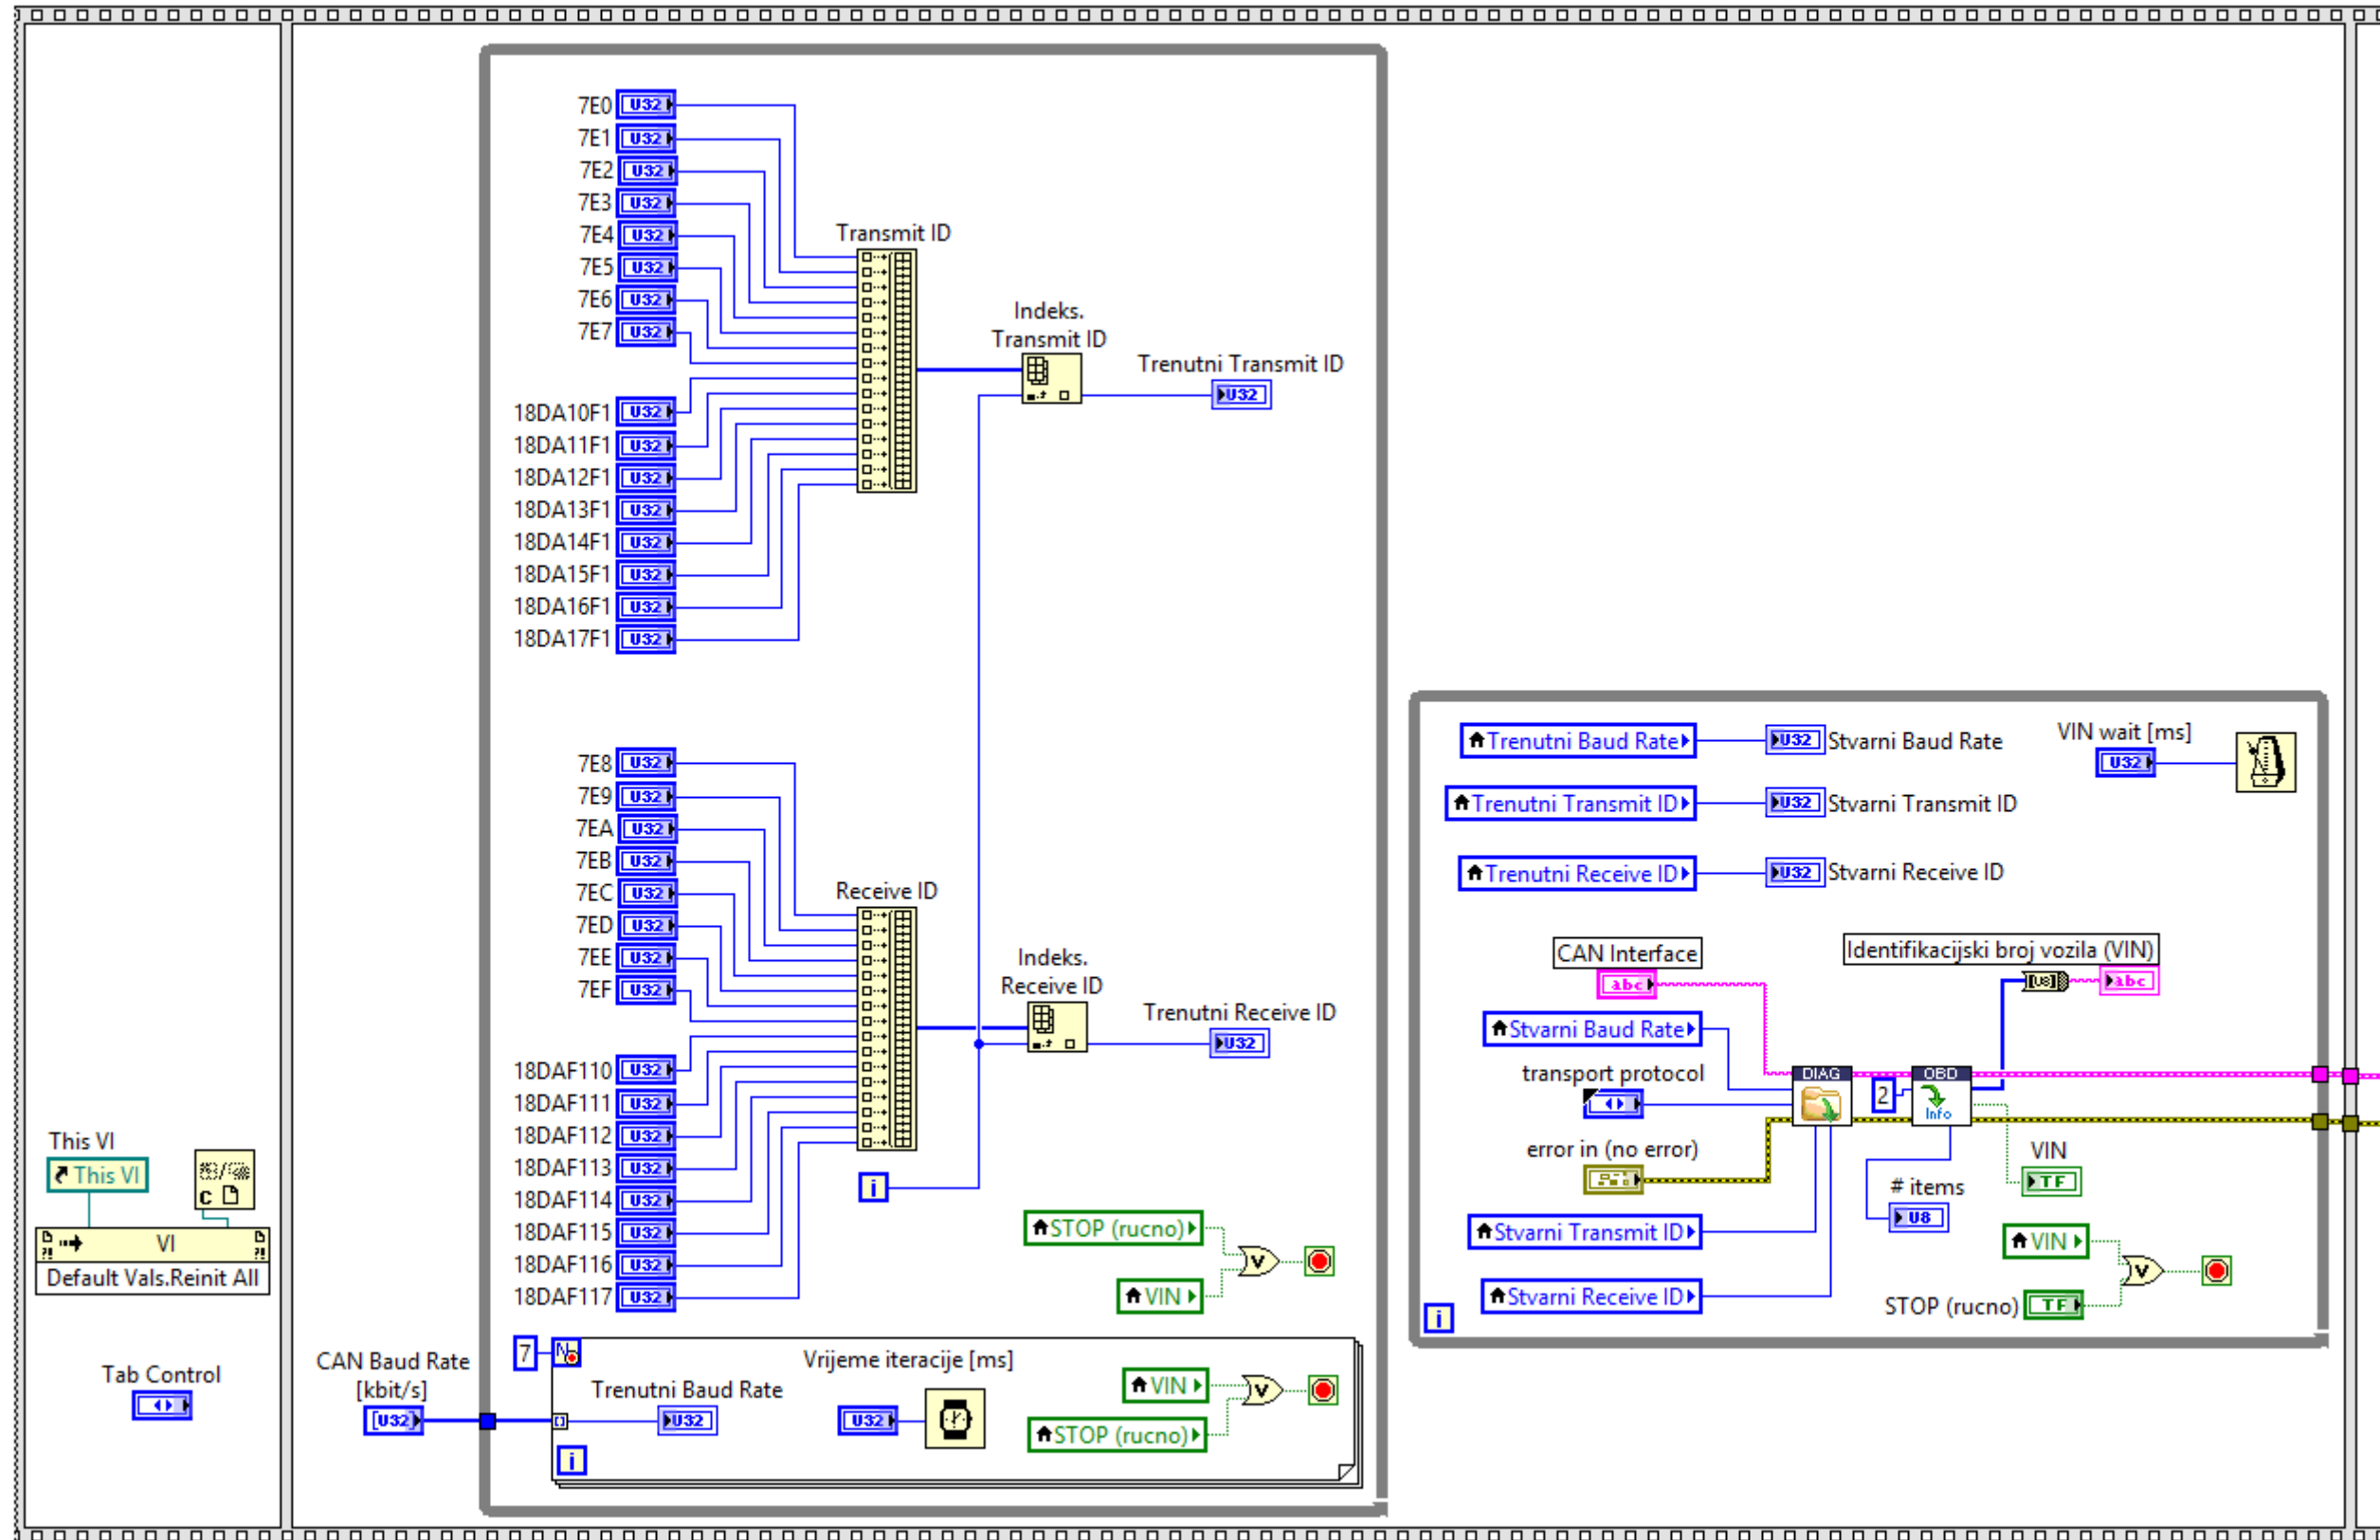 This VI
This VI
VI
Default Vals.Reinit All
Tab Control
CAN Baud Rate
[kbit/s]
[U32]
7E0 U32
7E1 U32
7E2 U32
7E3 U32
7E4 U32
7E5 U32
7E6 U32
7E7 U32
18DA10F1 U32
18DA11F1 U32
18DA12F1 U32
18DA13F1 U32
18DA14F1 U32
18DA15F1 U32
18DA16F1 U32
18DA17F1 U32
Transmit ID
Indeks.
Transmit ID
Trenutni Transmit ID
U32
7E8 U32
7E9 U32
7EA U32
7EB U32
7EC U32
7ED U32
7EE U32
7EF U32
18DAF110 U32
18DAF111 U32
18DAF112 U32
18DAF113 U32
18DAF114 U32
18DAF115 U32
18DAF116 U32
18DAF117 U32
Receive ID
Indeks.
Receive ID
Trenutni Receive ID
U32
i
STOP (rucno)
VIN
V
7
N
Trenutni Baud Rate
U32
i
Vrijeme iteracije [ms]
U32
VIN
STOP (rucno)
V
Trenutni Baud Rate
U32 Stvarni Baud Rate
Trenutni Transmit ID
U32 Stvarni Transmit ID
Trenutni Receive ID
U32 Stvarni Receive ID
VIN wait [ms]
U32
CAN Interface
abc
Stvarni Baud Rate
transport protocol
error in (no error)
Stvarni Transmit ID
Stvarni Receive ID
i
DIAG
2
OBD
Info
Identifikacijski broj vozila (VIN)
[U8]
abc
# items
U8
VIN
TF
VIN
STOP (rucno) TF
V